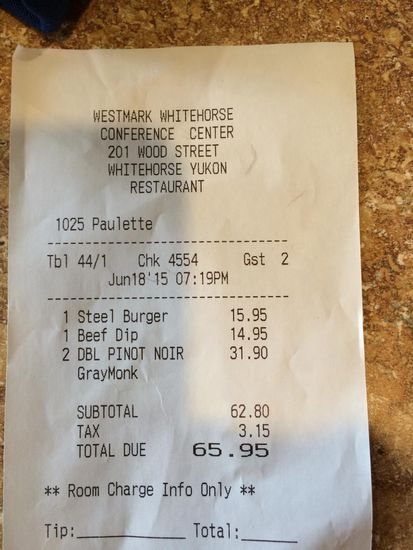 WESTMARK WHITEHORSE
CONFERENCE CENTER
201 WOOD STREET
WHITEHORSE YUKON
RESTAURANT
1025 Paulette
Tbl 44/1 Chk 4554 Gst 2
Jun18'15 07:19PM
1 Steel Burger 15.95
1 Beef Dip 14.95
2 DBL PINOT NOIR 31.90
GrayMonk
SUBTOTAL 62.80
TAX 3.15
TOTAL DUE 65.95
** Room Charge Info Only **
Tip:__________ Total:_____